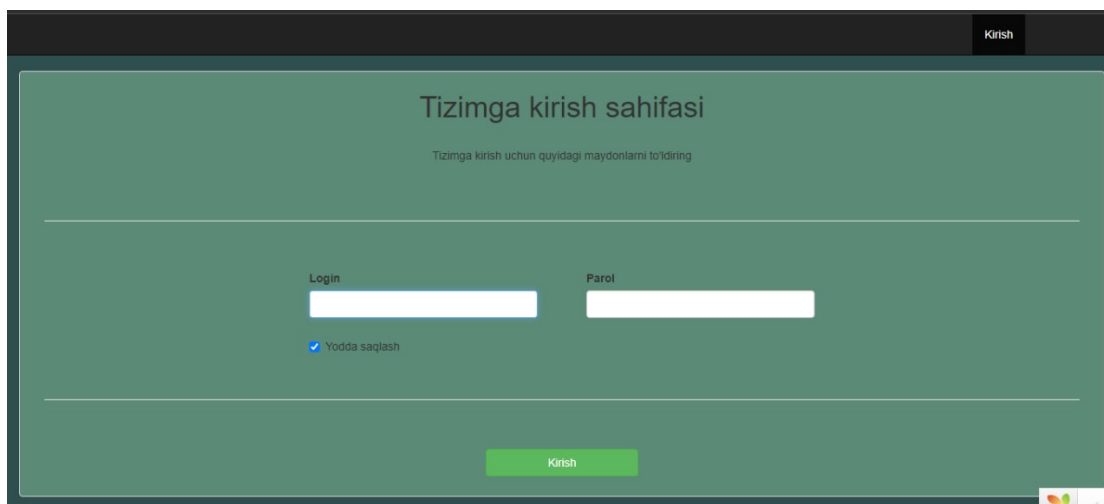 Kirish
Tizimga kirish sahifasi
Tizimga kirish uchun quyidagi maydonlarni to'ldiring
Login Parol
Yodda saqlash
Kirish